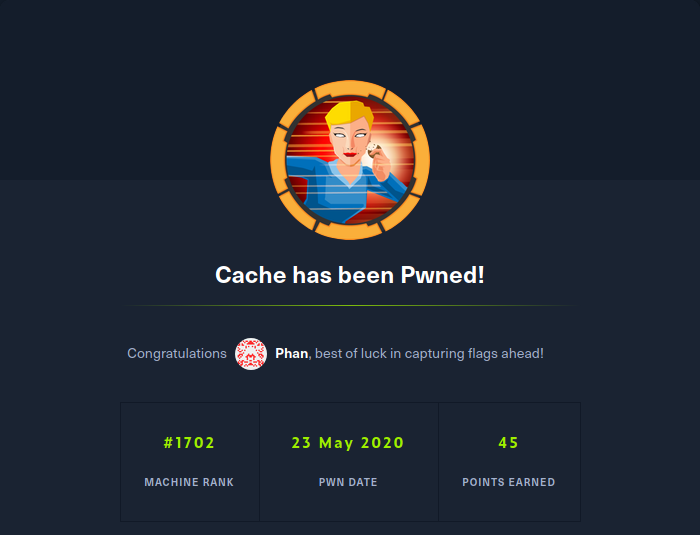 Cache has been Pwned!
Congratulations Phan, best of luck in capturing flags ahead!
#1702 23 May 2020 45
MACHINE RANK PWN DATE POINTS EARNED